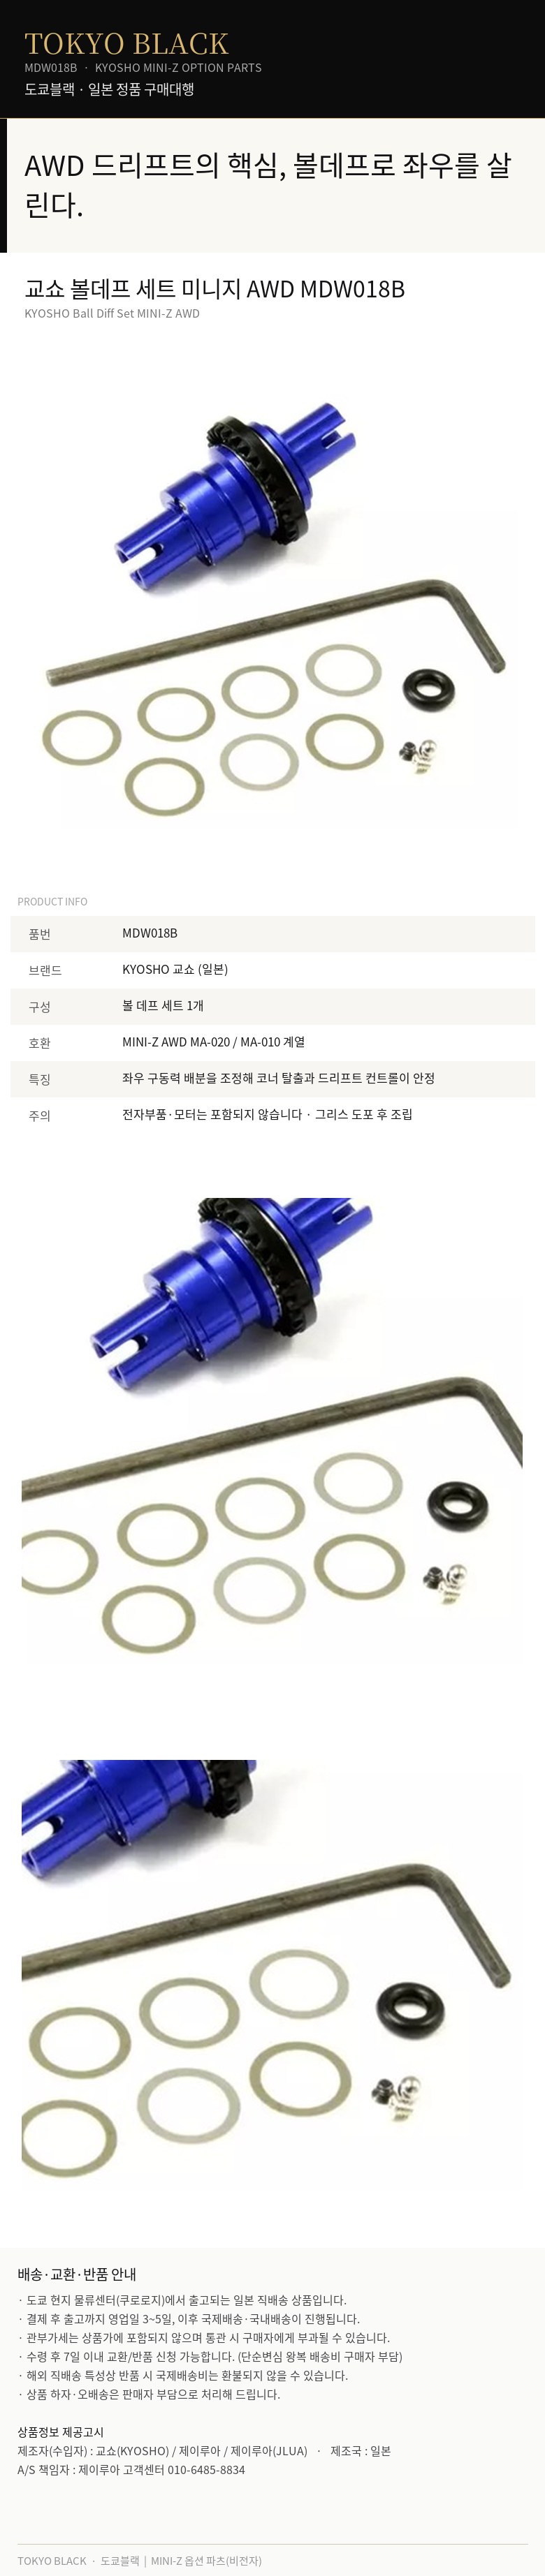 TOKYO BLACK
MDW018B · KYOSHO MINI-Z OPTION PARTS
도쿄블랙 · 일본 정품 구매대행
AWD 드리프트의 핵심, 볼데프로 좌우를 살
린다.
교쇼 볼데프 세트 미니지 AWD MDW018B
KYOSHO Ball Diff Set MINI-Z AWD
PRODUCT INFO
품번 MDW018B
브랜드 KYOSHO 교쇼 (일본)
구성 볼 데프 세트 1개
호환 MINI-Z AWD MA-020 / MA-010 계열
특징 좌우 구동력 배분을 조정해 코너 탈출과 드리프트 컨트롤이 안정
주의 전자부품·모터는 포함되지 않습니다 · 그리스 도포 후 조립
배송·교환·반품 안내
· 도쿄 현지 물류센터(쿠로로지)에서 출고되는 일본 직배송 상품입니다.
· 결제 후 출고까지 영업일 3~5일, 이후 국제배송·국내배송이 진행됩니다.
· 관부가세는 상품가에 포함되지 않으며 통관 시 구매자에게 부과될 수 있습니다.
· 수령 후 7일 이내 교환/반품 신청 가능합니다. (단순변심 왕복 배송비 구매자 부담)
· 해외 직배송 특성상 반품 시 국제배송비는 환불되지 않을 수 있습니다.
· 상품 하자·오배송은 판매자 부담으로 처리해 드립니다.
상품정보 제공고시
제조자(수입자) : 교쇼(KYOSHO) / 제이루아 / 제이루아(JLUA) · 제조국 : 일본
A/S 책임자 : 제이루아 고객센터 010-6485-8834
TOKYO BLACK · 도쿄블랙 | MINI-Z 옵션 파츠(비전자)